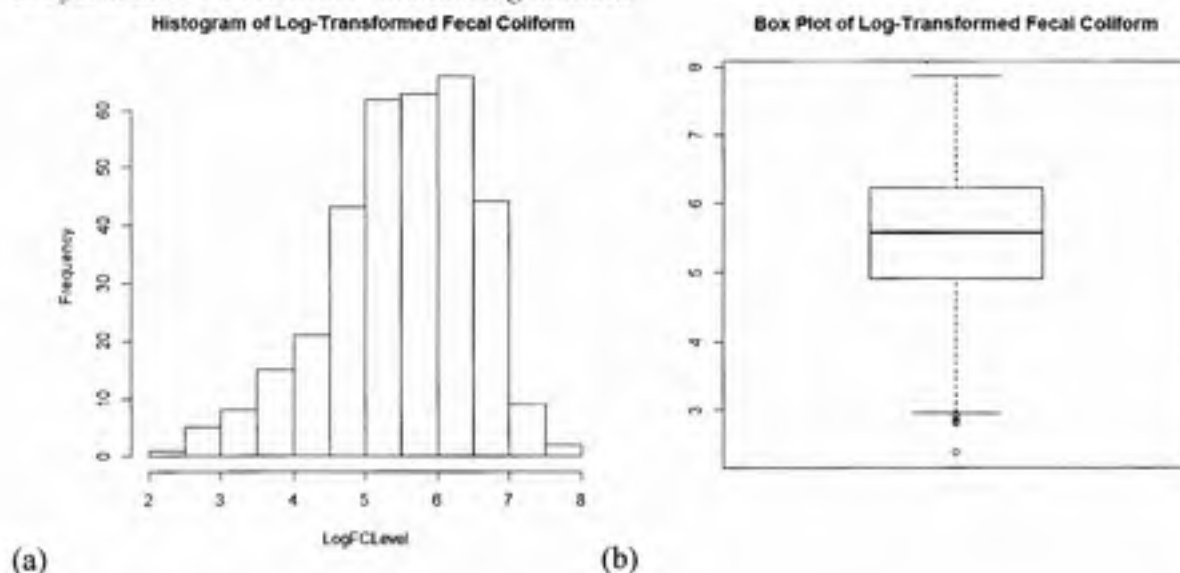 Histogram of Log-Transformed Fecal Coliform
Frequency
0
10
20
30
40
50
60
2 3 4 5 6 7 8
LogFCLevel
(a)
Box Plot of Log-Transformed Fecal Coliform
3
4
5
6
7
8
(b)